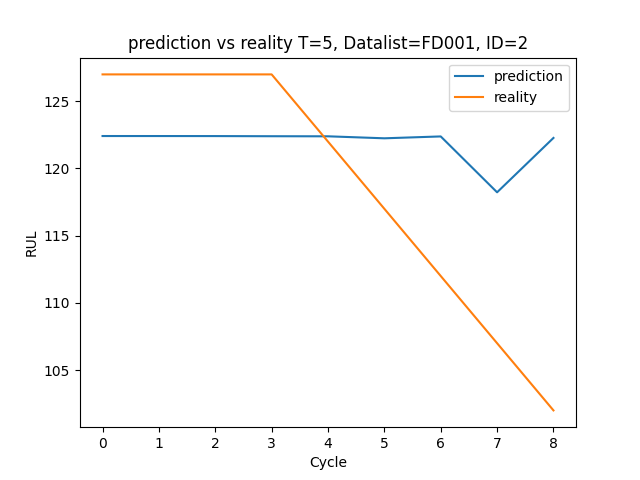 prediction vs reality T=5, Datalist=FD001, ID=2
prediction
reality
125
120
115
110
105
RUL
0 1 2 3 4 5 6 7 8
Cycle